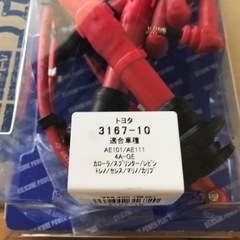 トヨタ
3167-10
適合車種
AE101/AE111
4A-GE
カローラ/スプリンター/レビン
トレノ/セレス/マリノ/カリブ